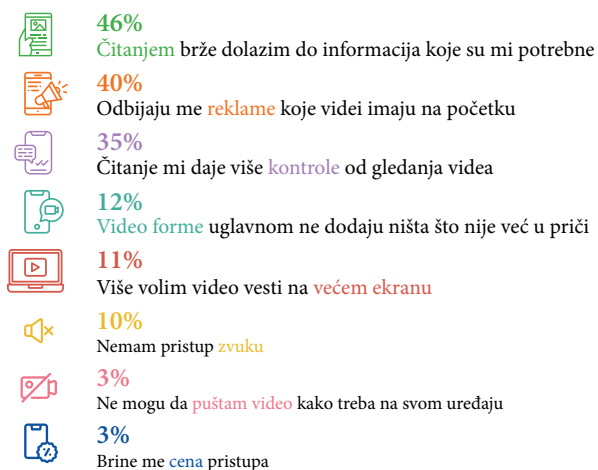 46%
Čitanjem brže dolazim do informacija koje su mi potrebne
40%
Odbijaju me reklame koje videi imaju na početku
35%
Čitanje mi daje više kontrole od gledanja videa
12%
Video forme uglavnom ne dodaju ništa što nije već u priči
11%
Više volim video vesti na većem ekranu
10%
Nemam pristup zvuku
3%
Ne mogu da puštam video kako treba na svom uređaju
3%
Brine me cena pristupa